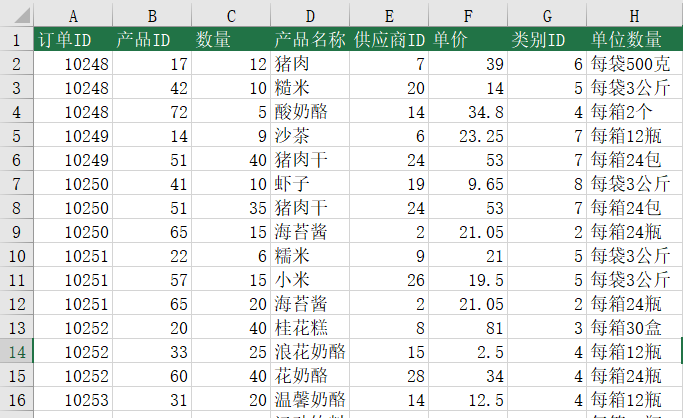 A B C D E F G H
1 订单ID 产品ID 数量 产品名称 供应商ID 单价 类别ID 单位数量
2 10248 17 12 猪肉 7 39 6 每袋500克
3 10248 42 10 糙米 20 14 5 每袋3公斤
4 10248 72 5 酸奶酪 14 34.8 4 每箱2个
5 10249 14 9 沙茶 6 23.25 7 每箱12瓶
6 10249 51 40 猪肉干 24 53 7 每箱24包
7 10250 41 10 虾子 19 9.65 8 每袋3公斤
8 10250 51 35 猪肉干 24 53 7 每箱24包
9 10250 65 15 海苔酱 2 21.05 2 每箱24瓶
10 10251 22 6 糯米 9 21 5 每袋3公斤
11 10251 57 15 小米 26 19.5 5 每袋3公斤
12 10251 65 20 海苔酱 2 21.05 2 每箱24瓶
13 10252 20 40 桂花糕 8 81 3 每箱30盒
14 10252 33 25 浪花奶酪 15 2.5 4 每箱12瓶
15 10252 60 40 花奶酪 28 34 4 每箱24瓶
16 10253 31 20 温馨奶酪 14 12.5 4 每箱12瓶